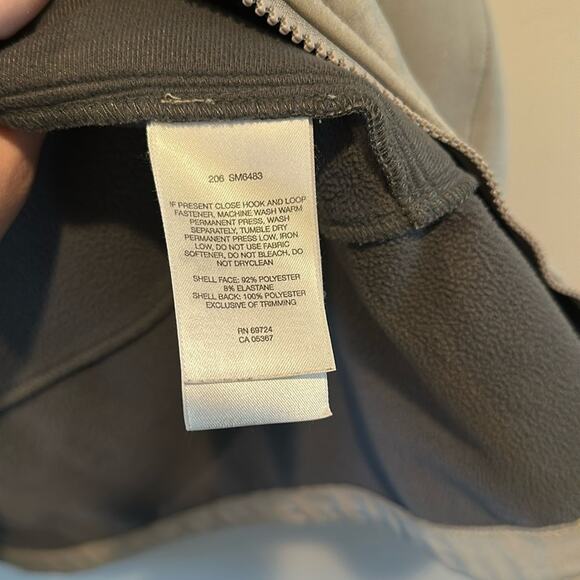 206 SM6483
IF PRESENT CLOSE HOOK AND LOOP
FASTENER, MACHINE WASH WARM
PERMANENT PRESS, WASH
SEPARATELY, TUMBLE DRY
PERMANENT PRESS LOW, IRON
LOW, DO NOT USE FABRIC
SOFTENER, DO NOT BLEACH, DO
NOT DRYCLEAN
SHELL FACE: 92% POLYESTER
8% ELASTANE
SHELL BACK: 100% POLYESTER
EXCLUSIVE OF TRIMMING
RN 69724
CA 05367